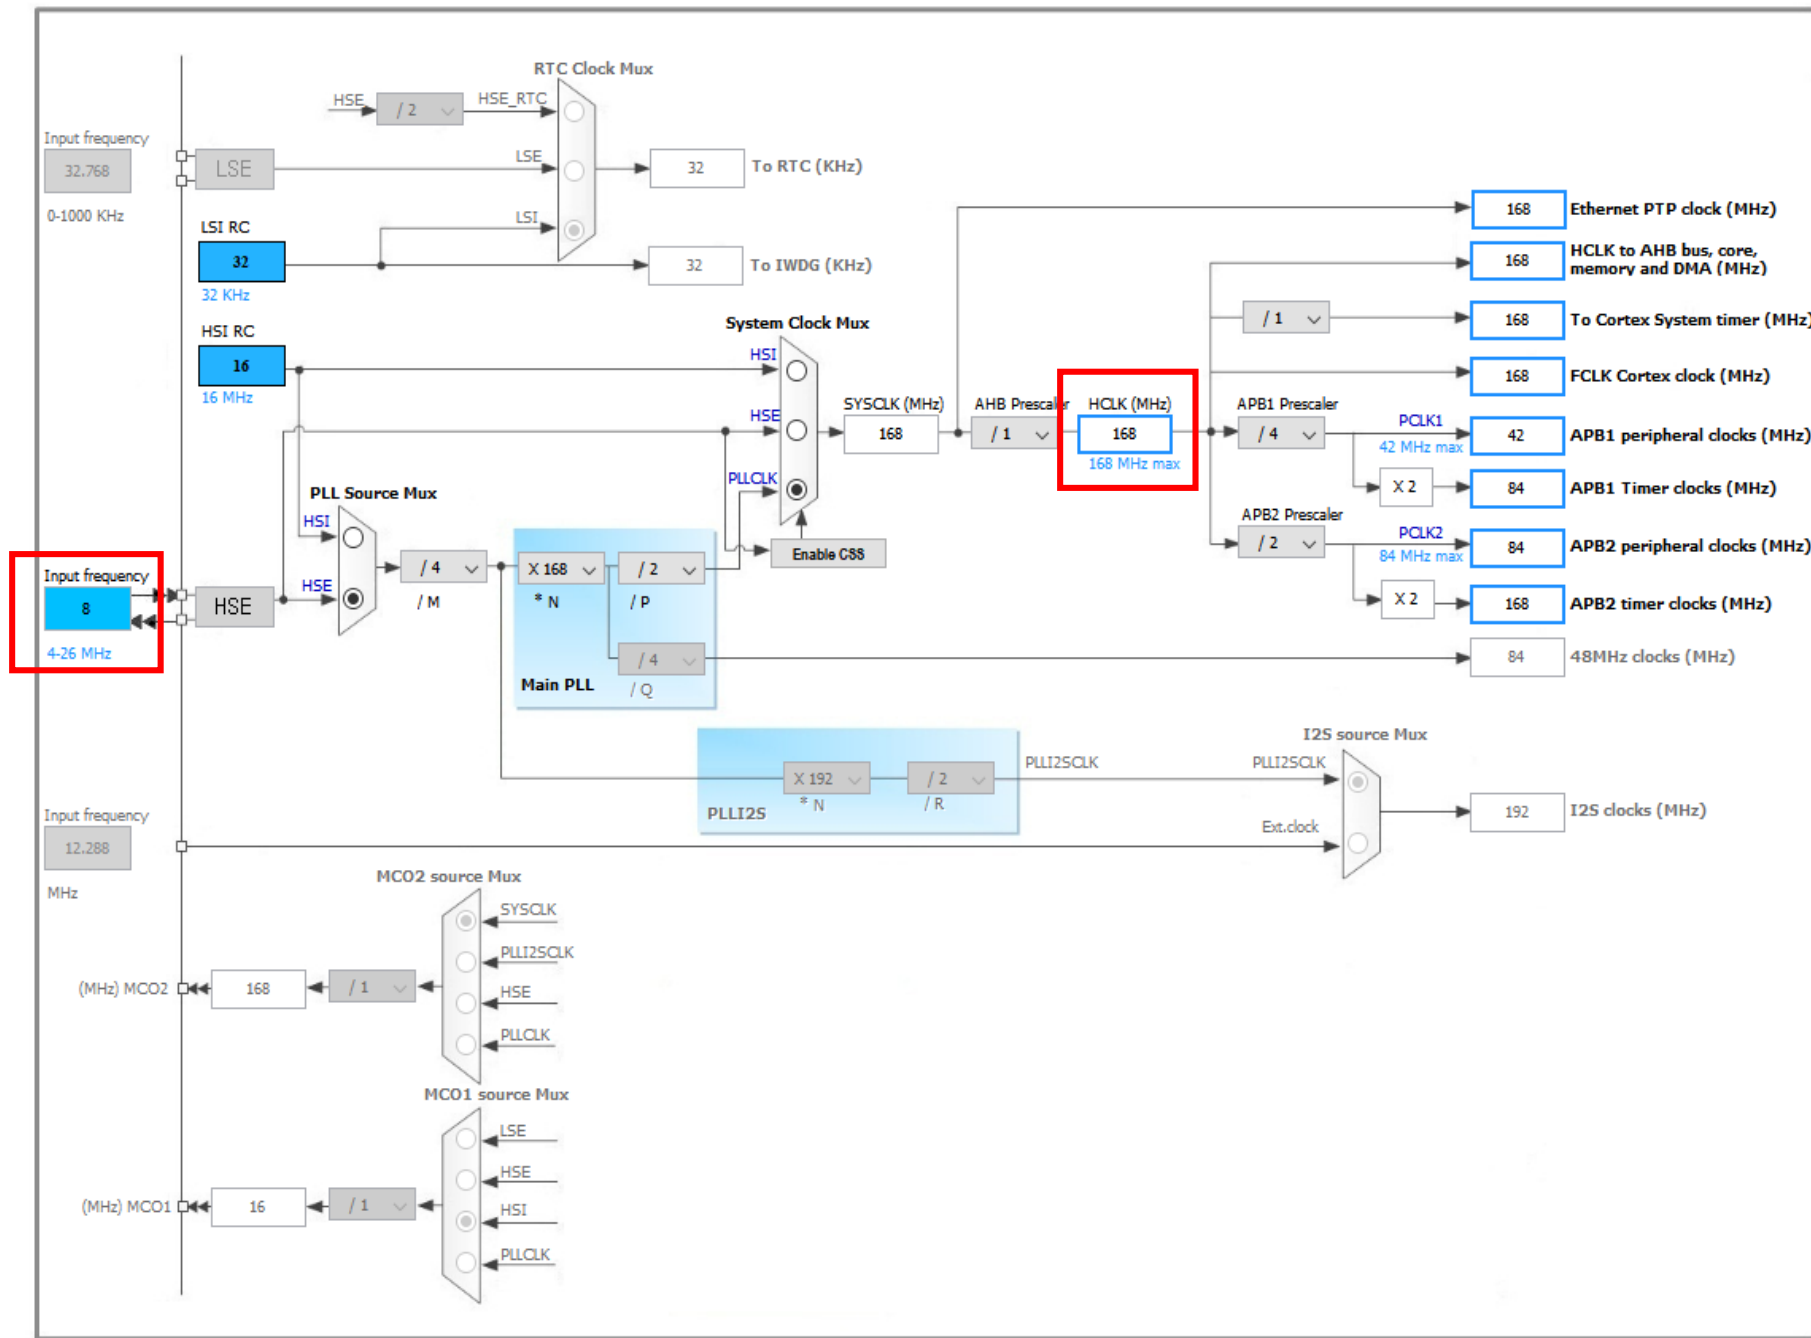 RTC Clock Mux
HSE
/ 2
HSE_RTC
Input frequency
32.768
0-1000 KHz
LSE
LSE
32
To RTC (KHz)
LSI
LSI RC
32
32 KHz
32
To IWDG (KHz)
HSI RC
16
16 MHz
System Clock Mux
HSI
HSE
PLLCLK
SYSCLK (MHz)
168
AHB Prescaler
/ 1
HCLK (MHz)
168
168 MHz max
168
Ethernet PTP clock (MHz)
168
HCLK to AHB bus, core,
memory and DMA (MHz)
/ 1
168
To Cortex System timer (MHz)
168
FCLK Cortex clock (MHz)
APB1 Prescaler
/ 4
PCLK1
42 MHz max
42
APB1 peripheral clocks (MHz)
X 2
84
APB1 Timer clocks (MHz)
APB2 Prescaler
/ 2
PCLK2
84 MHz max
84
APB2 peripheral clocks (MHz)
X 2
168
APB2 timer clocks (MHz)
84
48MHz clocks (MHz)
PLL Source Mux
HSI
HSE
Input frequency
8
4-26 MHz
HSE
/ 4
/ M
X 168
* N
/ 2
/ P
/ 4
/ Q
Main PLL
Enable CSS
X 192
* N
/ 2
/ R
PLLI2S
PLLI2SCLK
I2S source Mux
PLLI2SCLK
Ext.clock
192
I2S clocks (MHz)
Input frequency
12.288
MHz
MCO2 source Mux
SYSCLK
PLLI2SCLK
HSE
PLLCLK
(MHz) MCO2
168
/ 1
MCO1 source Mux
LSE
HSE
HSI
PLLCLK
(MHz) MCO1
16
/ 1